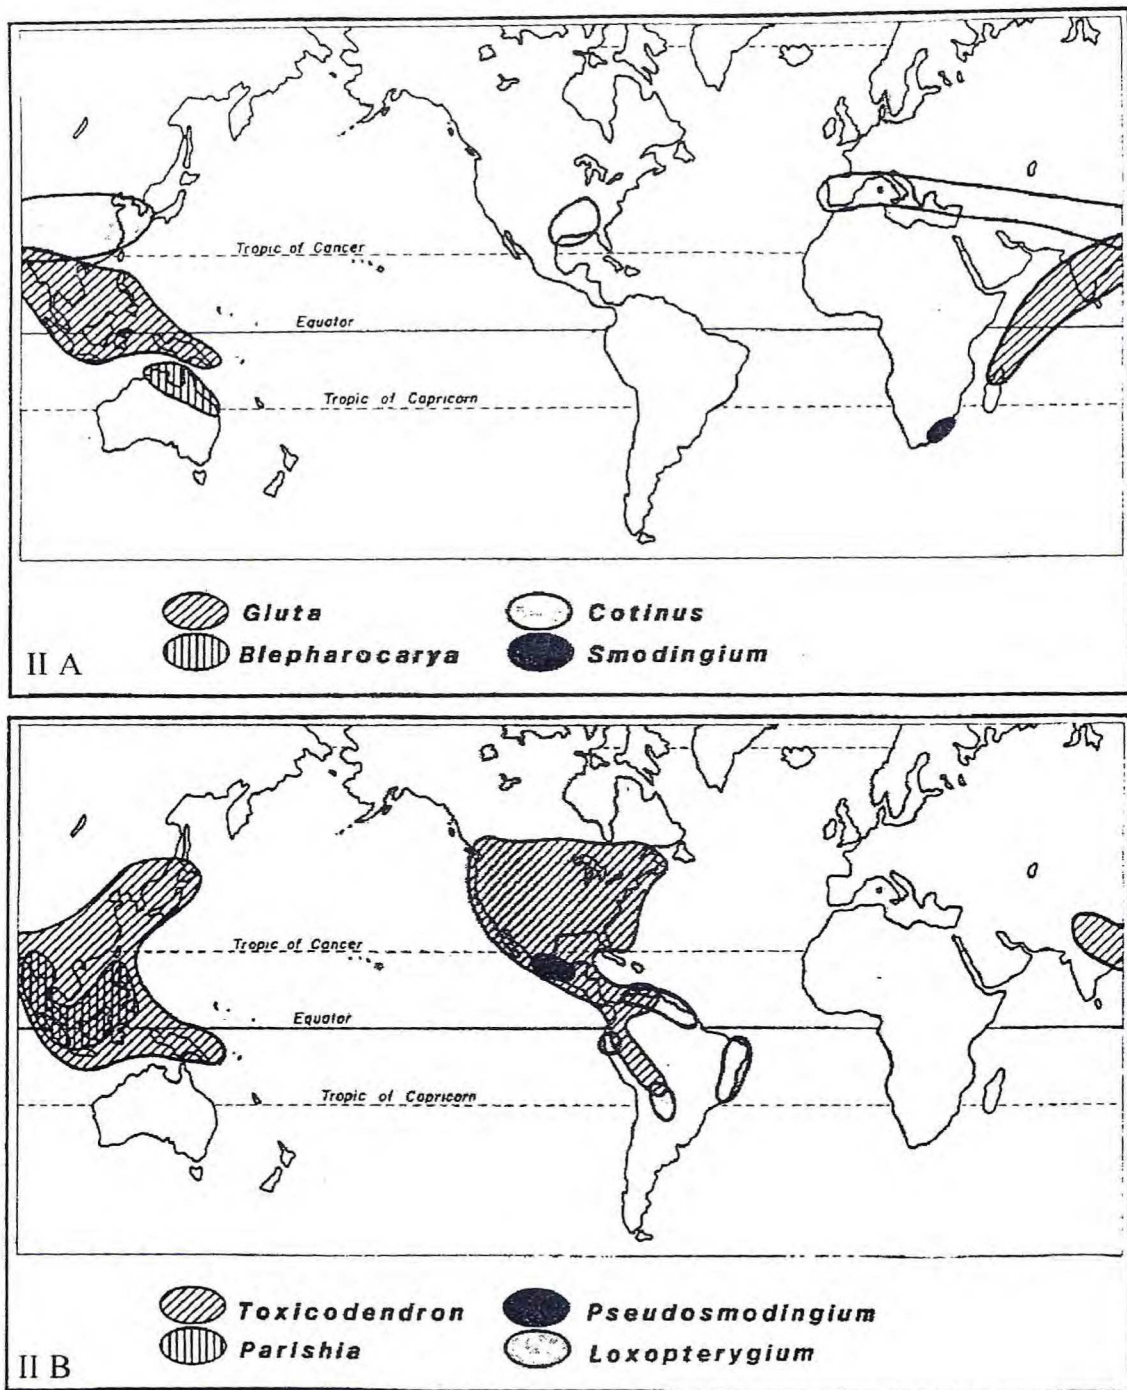 Tropic of Cancer
Equator
Tropic of Capricorn
Gluta
Cotinus
Blepharocarya
Smodingium
II A
Tropic of Cancer
Equator
Tropic of Capricorn
Toxicodendron
Pseudosmodingium
Parishia
Loxopterygium
II B